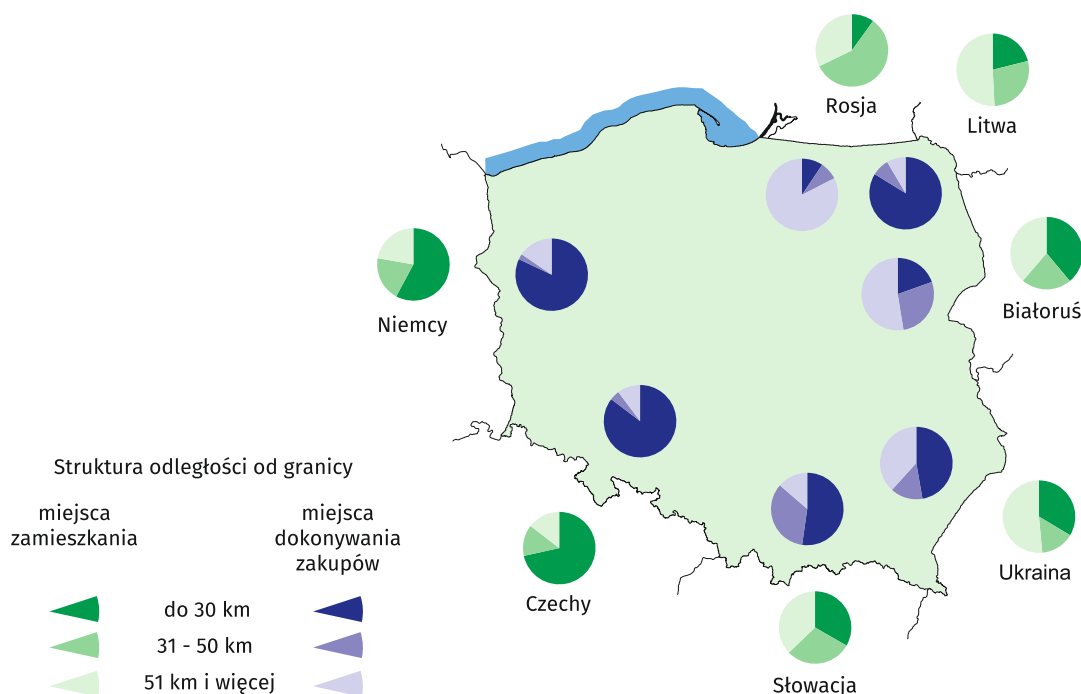 Rosja
Litwa
Niemcy
Białoruś
Struktura odległości od granicy
miejsca
zamieszkania
miejsca
dokonywania
zakupów
Czechy
Ukraina
do 30 km
31 - 50 km
51 km i więcej
Słowacja